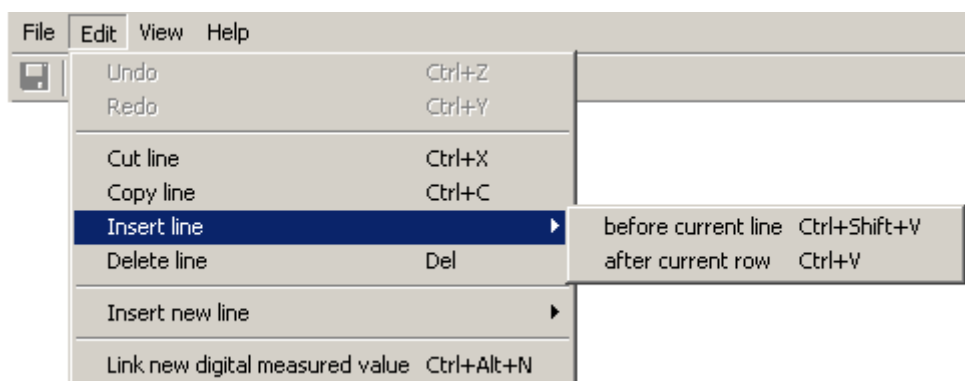 File Edit View Help
Undo Ctrl+Z
Redo Ctrl+Y
Cut line Ctrl+X
Copy line Ctrl+C
Insert line
before current line Ctrl+Shift+V
Delete line Del
after current row Ctrl+V
Insert new line
Link new digital measured value Ctrl+Alt+N